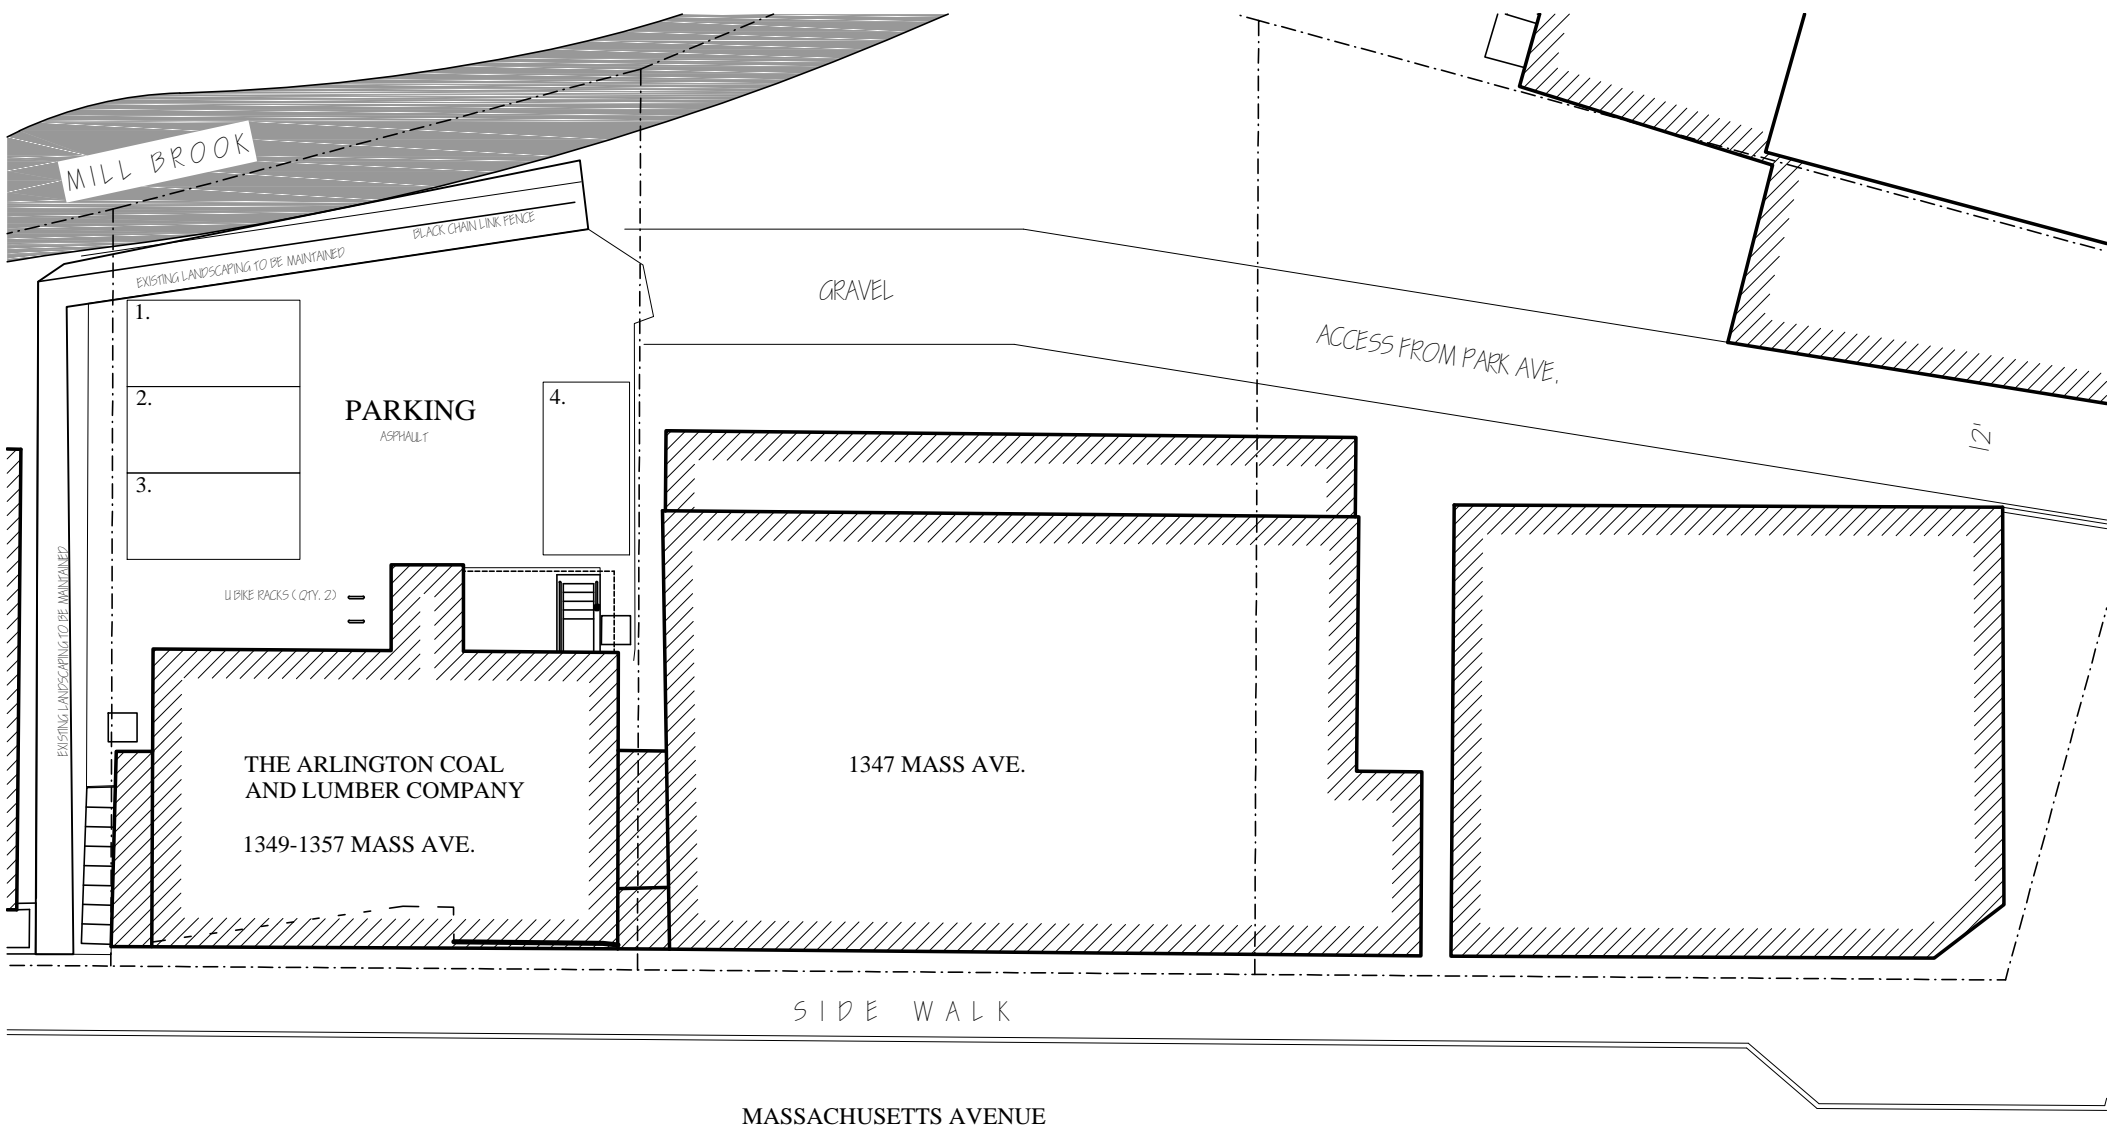 MILL BROOK
BLACK CHAIN LINK FENCE
EXISTING LANDSCAPING TO BE MAINTAINED
GRAVEL
1.
ACCESS FROM PARK AVE.
2.
4.
PARKING
ASPHAULT
12'
3.
U BIKE RACKS ( QTY. 2)
EXISTING LANDSCAPING TO BE MAINTAINED
THE ARLINGTON COAL
AND LUMBER COMPANY
1349-1357 MASS AVE.
1347 MASS AVE.
SIDE WALK
MASSACHUSETTS AVENUE